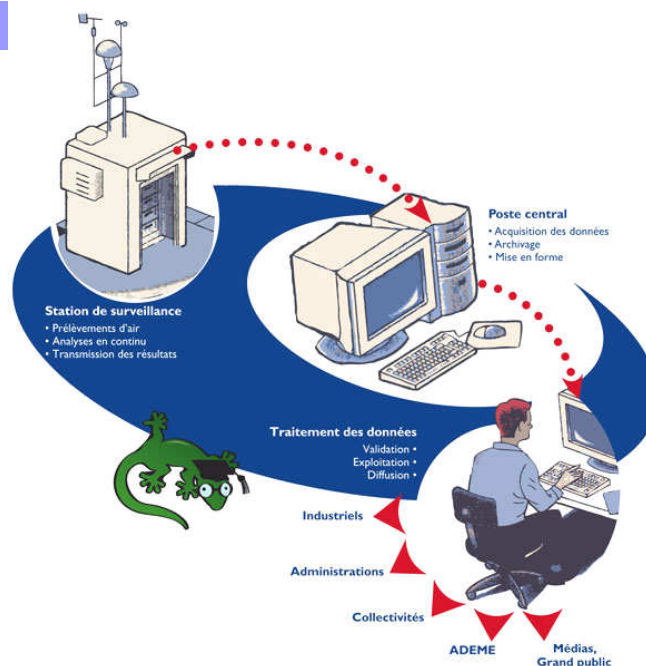 Poste central
• Acquisition des données
• Archivage
• Mise en forme
Station de surveillance
• Prélèvements d'air
• Analyses en continu
• Transmission des résultats
Traitement des données
Validation •
Exploitation •
Diffusion •
Industriels
Administrations
Collectivités
ADEME
Médias,
Grand public